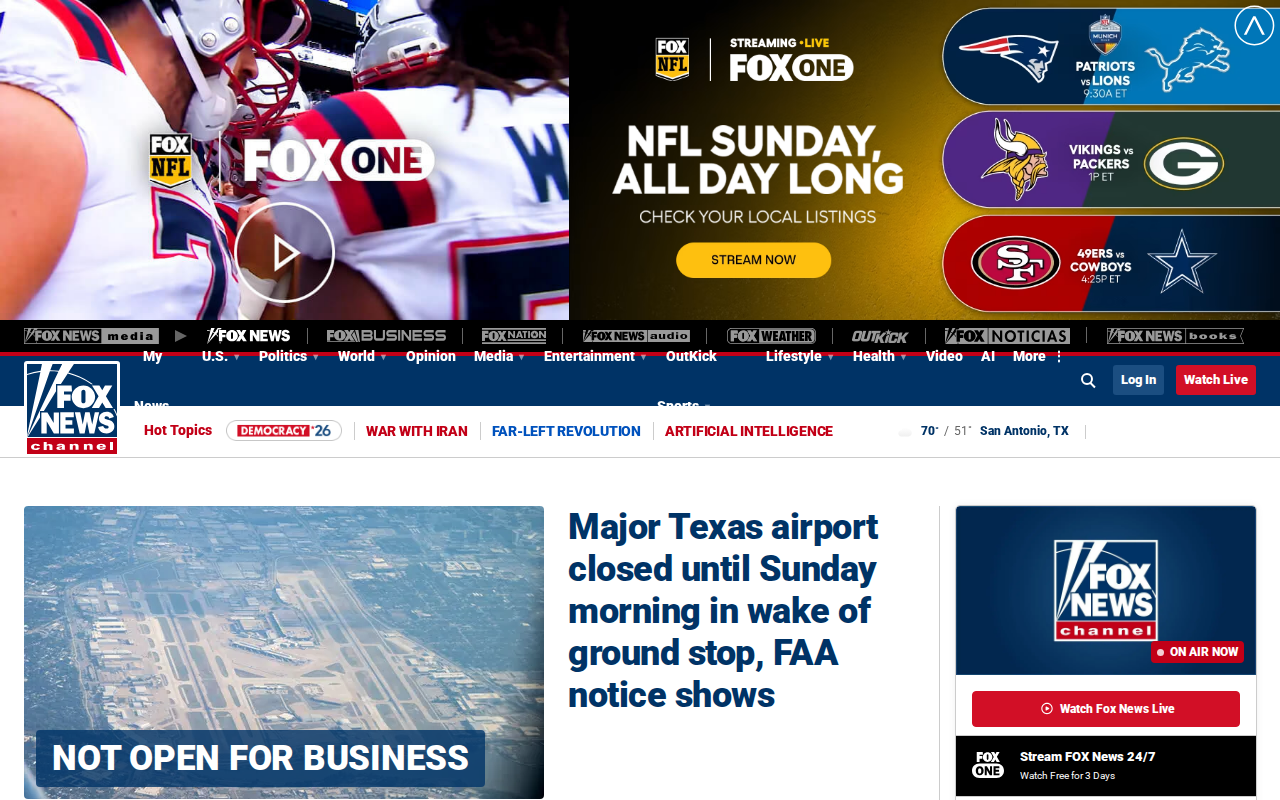 FOX
NFL
FOX ONE
FOX
NFL
STREAMING • LIVE
FOX ONE
NFL SUNDAY,
ALL DAY LONG
CHECK YOUR LOCAL LISTINGS
STREAM NOW
NFL
MUNICH
PATRIOTS
vs LIONS
9:30A ET
VIKINGS vs
PACKERS
1P ET
G
49ERS vs
COWBOYS
4:25P ET
SF
FOX NEWS media
FOX NEWS
FOX BUSINESS
FOX NATION
FOX NEWS audio
FOX WEATHER
OUTKICK
FOX NOTICIAS
FOX NEWS books
FOX
NEWS
channel
My
News
U.S.
Politics
World
Opinion
Media
Entertainment
OutKick
Sports
Lifestyle
Health
Video
AI
More
Log In
Watch Live
Hot Topics
DEMOCRACY '26
WAR WITH IRAN
FAR-LEFT REVOLUTION
ARTIFICIAL INTELLIGENCE
70° / 51° San Antonio, TX
NOT OPEN FOR BUSINESS
Major Texas airport
closed until Sunday
morning in wake of
ground stop, FAA
notice shows
FOX
NEWS
channel
ON AIR NOW
Watch Fox News Live
FOX
ONE
Stream FOX News 24/7
Watch Free for 3 Days